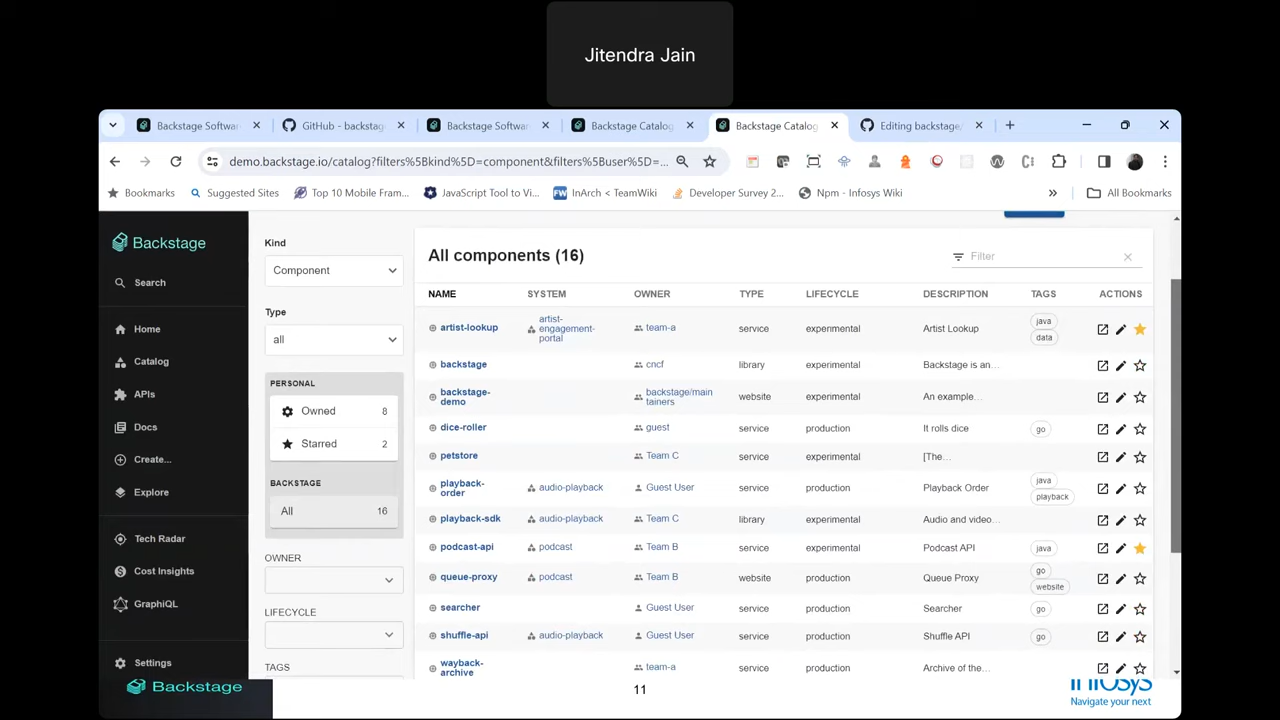 Jitendra Jain
Backstage Softwa
GitHub - backstag
Backstage Softwa
Backstage Catalog
Backstage Catalog
Editing backstage/
demo.backstage.io/catalog?filters%5Bkind%5D=component&filters%5Buser%5D=...
Bookmarks
Suggested Sites
Top 10 Mobile Fram...
JavaScript Tool to Vi...
InArch < TeamWiki
Developer Survey 2...
Npm - Infosys Wiki
»
All Bookmarks
Backstage
Search
Home
Catalog
APIs
Docs
Create...
Explore
Tech Radar
Cost Insights
GraphiQL
Settings
Backstage
Kind
Component
Type
all
PERSONAL
Owned 8
Starred 2
BACKSTAGE
All 16
OWNER
LIFECYCLE
TAGS
All components (16)
Filter
NAME SYSTEM OWNER TYPE LIFECYCLE DESCRIPTION TAGS ACTIONS
artist-lookup artist-engagement-portal team-a service experimental Artist Lookup java data
backstage cncf library experimental Backstage is an...
backstage-demo backstage/maintainers website experimental An example...
dice-roller guest service production It rolls dice go
petstore Team C service experimental [The...
playback-order audio-playback Guest User service production Playback Order java playback
playback-sdk audio-playback Team C library experimental Audio and video...
podcast-api podcast Team B service experimental Podcast API java
queue-proxy podcast Team B website production Queue Proxy go website
searcher Guest User service production Searcher go
shuffle-api audio-playback Guest User service production Shuffle API go
wayback-archive team-a service production Archive of the...
11
Infosys
Navigate your next